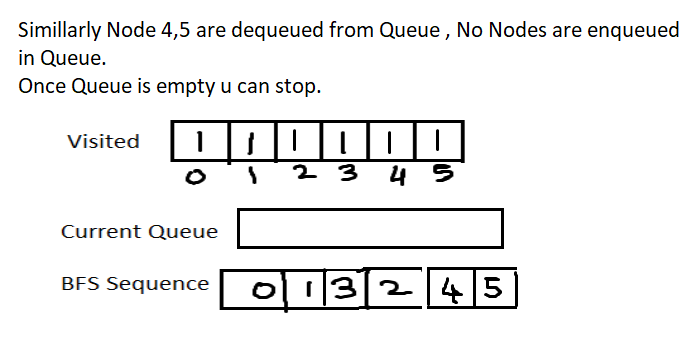 Simillarly Node 4,5 are dequeued from Queue , No Nodes are enqueued
in Queue.
Once Queue is empty u can stop.
Visited 1 1 1 1 1 1
0 1 2 3 4 5
Current Queue
BFS Sequence 0 1 3 2 4 5